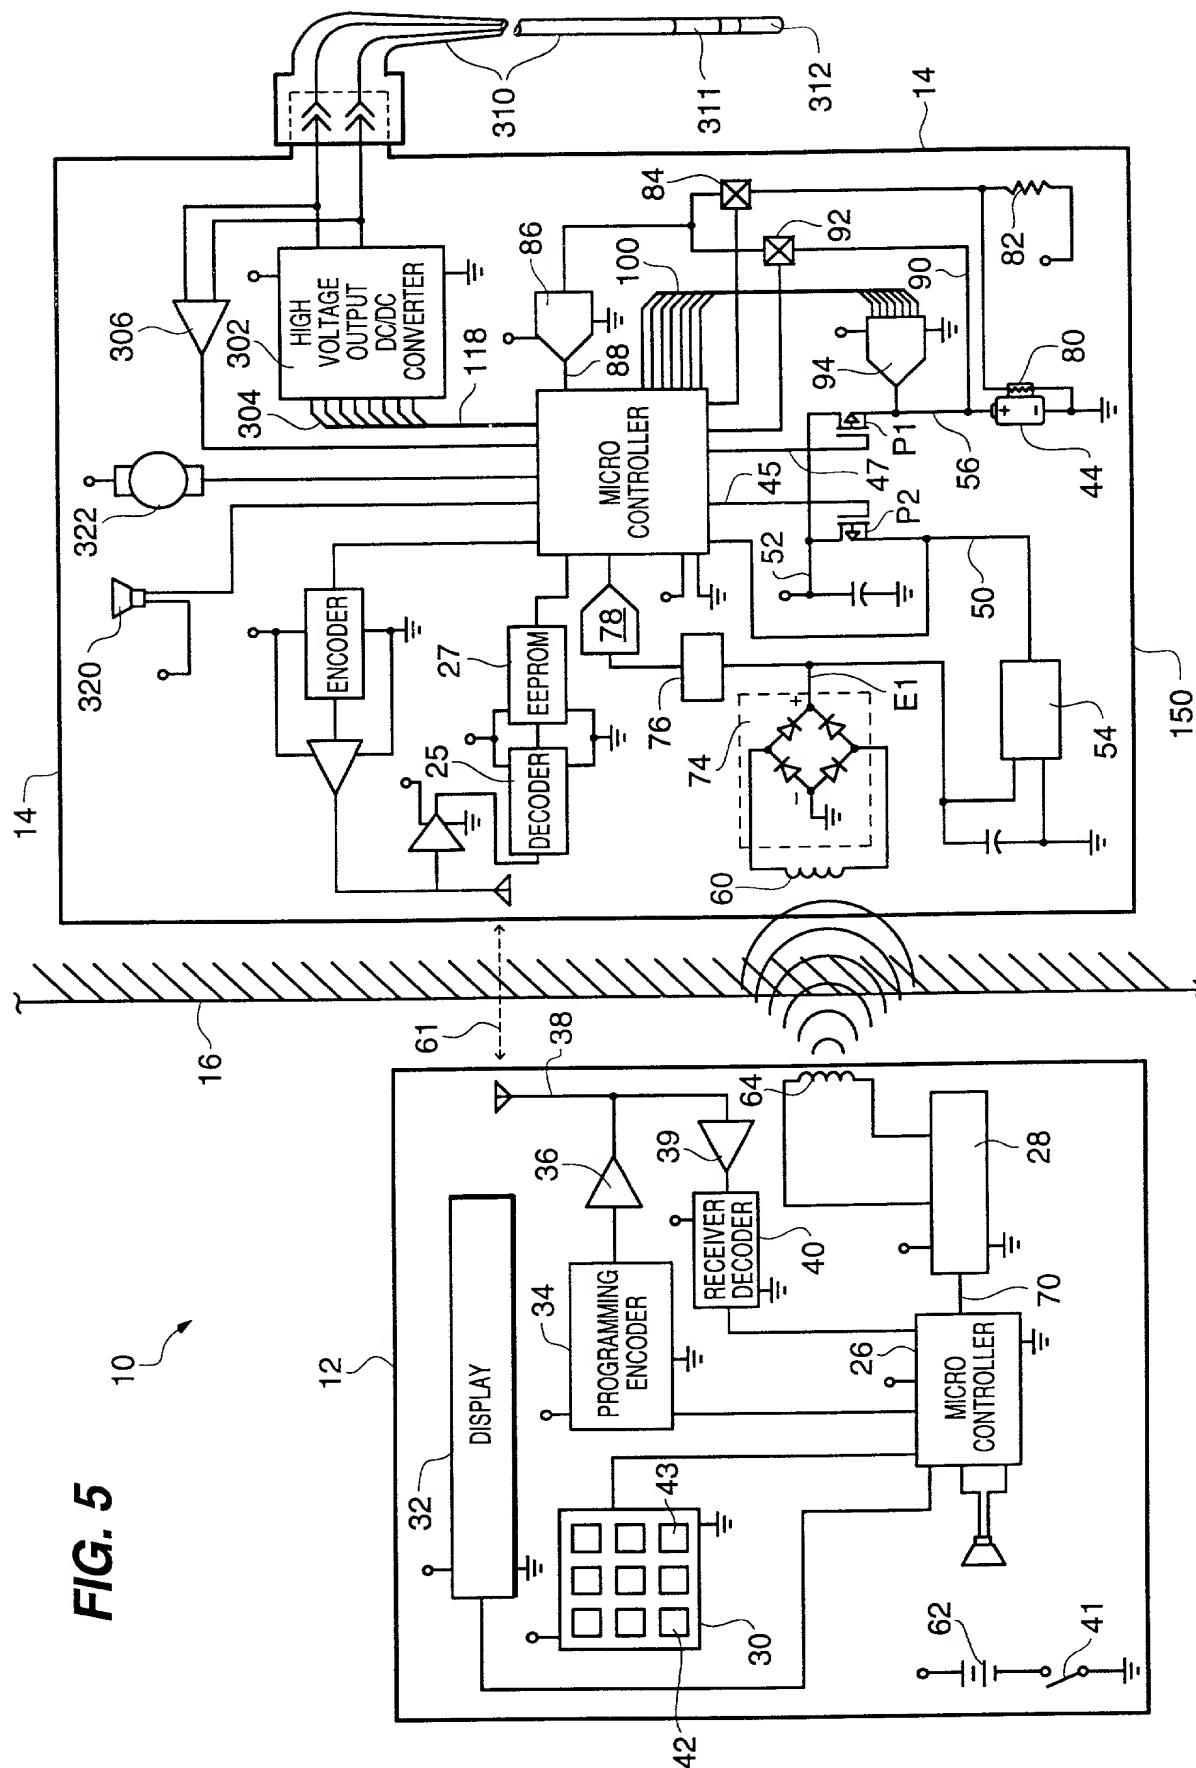 FIG. 5
10
12
32
DISPLAY
34
PROGRAMMING
ENCODER
36
38
39
RECEIVER
DECODER
40
43
42
30
26
MICRO
CONTROLLER
70
28
64
62
41
16
61
14
320
322
306
302
HIGH
VOLTAGE
OUTPUT
DC/DC
CONVERTER
304
118
310
311
312
14
ENCODER
25
DECODER
27
EEPROM
MICRO
CONTROLLER
86
88
100
84
92
78
76
74
+
-
E1
60
45
47
52
P2
P1
50
54
56
94
90
82
80
+
-
44
150